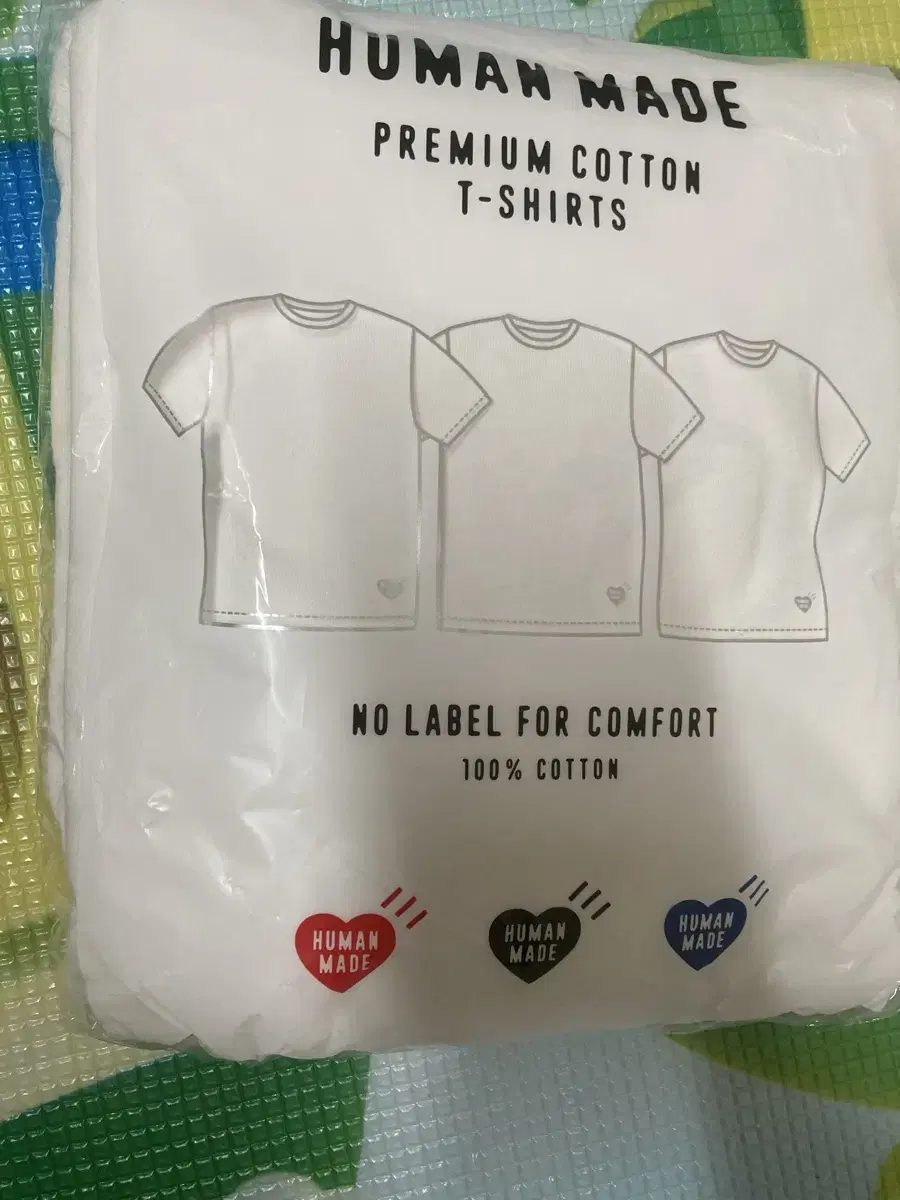 HUMAN MADE
PREMIUM COTTON
T-SHIRTS
NO LABEL FOR COMFORT
100% COTTON
HUMAN
MADE
HUMAN
MADE
HUMAN
MADE